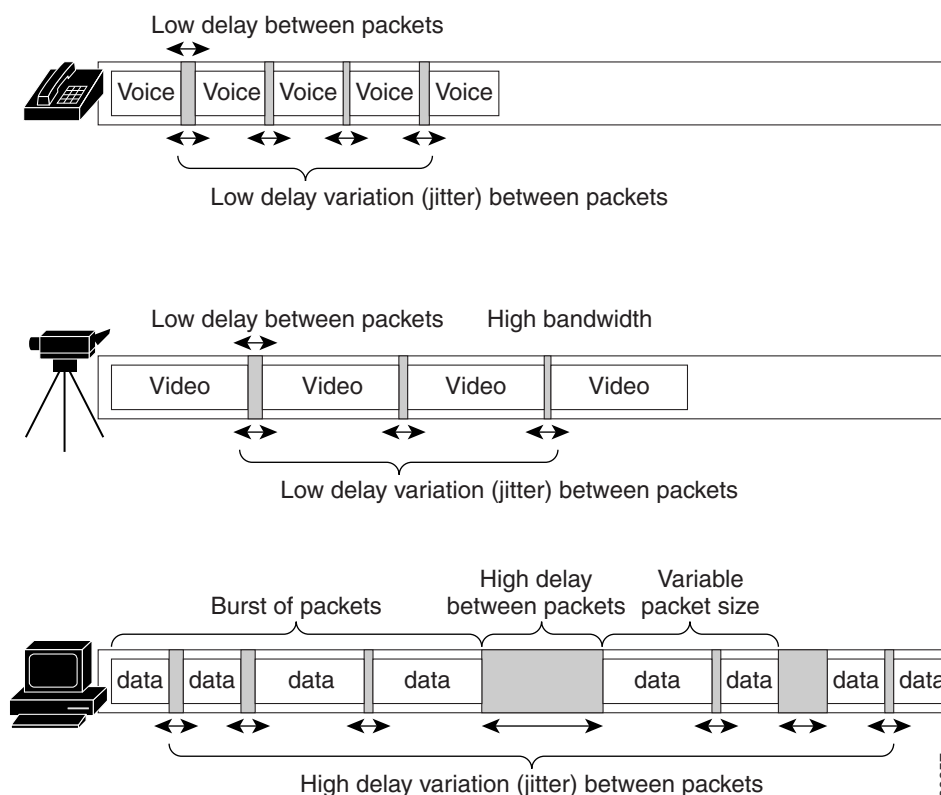 Low delay between packets
Voice Voice Voice Voice Voice
Low delay variation (jitter) between packets
Low delay between packets High bandwidth
Video Video Video Video
Low delay variation (jitter) between packets
Burst of packets
High delay
between packets
Variable
packet size
data data data data data data data data
High delay variation (jitter) between packets